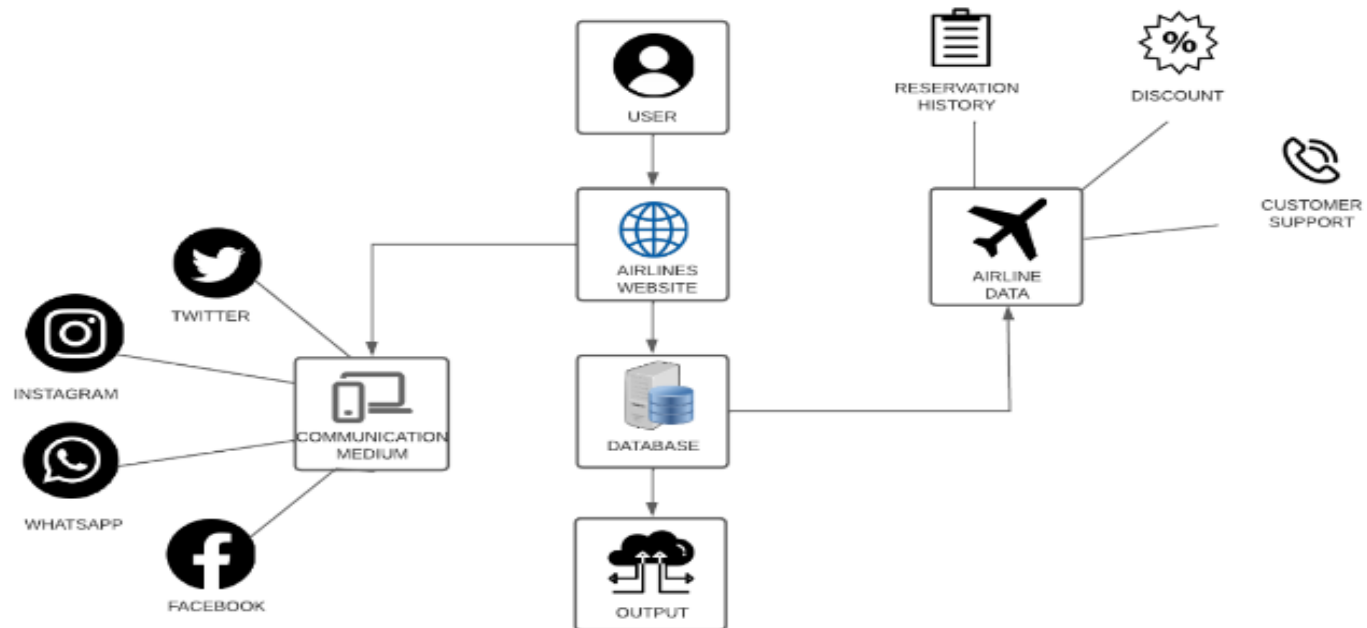 USER
RESERVATION
HISTORY
%
DISCOUNT
CUSTOMER
SUPPORT
AIRLINES
WEBSITE
AIRLINE
DATA
TWITTER
INSTAGRAM
COMMUNICATION
MEDIUM
DATABASE
WHATSAPP
FACEBOOK
OUTPUT